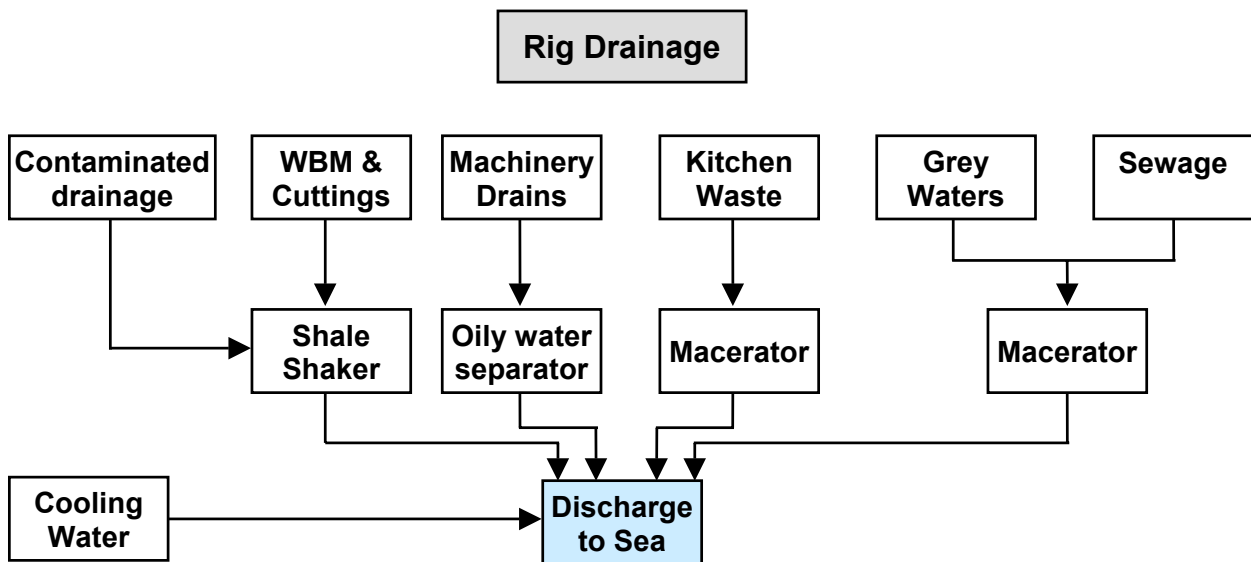 Rig Drainage
Contaminated
drainage
WBM &
Cuttings
Machinery
Drains
Kitchen
Waste
Grey
Waters
Sewage
Shale
Shaker
Oily water
separator
Macerator
Macerator
Cooling
Water
Discharge
to Sea